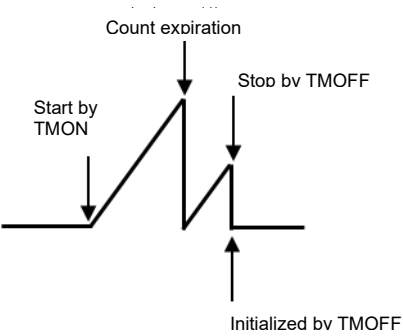 Count expiration
Stop by TMOFF
Start by
TMON
Initialized by TMOFF